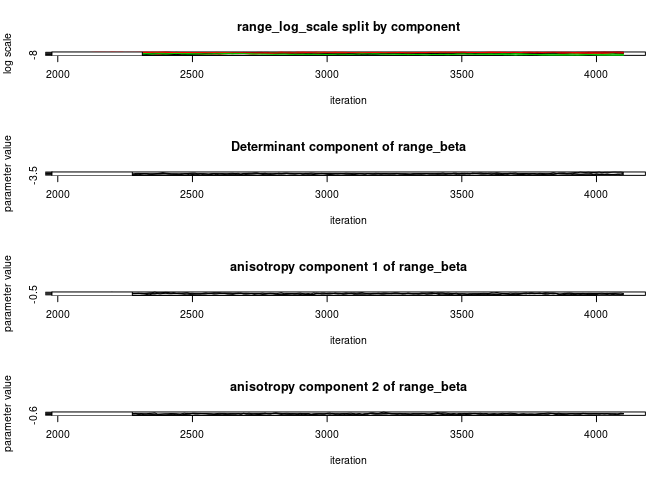 range_log_scale split by component
log scale
-8
2000 2500 3000 3500 4000
iteration
Determinant component of range_beta
parameter value
-3.5
2000 2500 3000 3500 4000
iteration
anisotropy component 1 of range_beta
parameter value
-0.5
2000 2500 3000 3500 4000
iteration
anisotropy component 2 of range_beta
parameter value
-0.6
2000 2500 3000 3500 4000
iteration